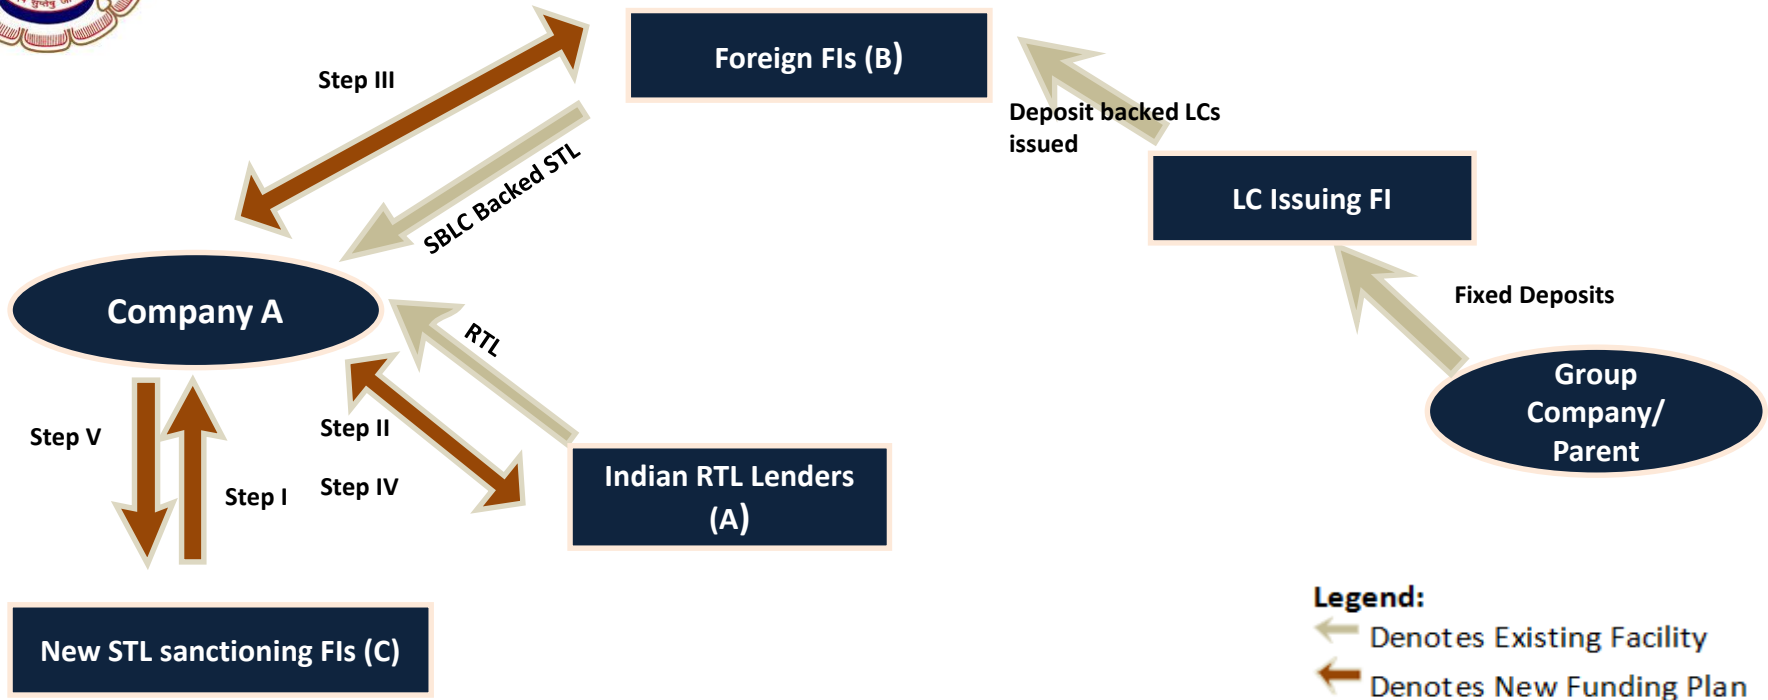 Step III
Foreign FIs (B)
Deposit backed LCs
issued
SBLC Backed STL
LC Issuing FI
Company A
Fixed Deposits
RTL
Group
Company/
Parent
Step V
Step II
Step I
Step IV
Indian RTL Lenders
(A)
New STL sanctioning FIs (C)
Legend:
Denotes Existing Facility
Denotes New Funding Plan